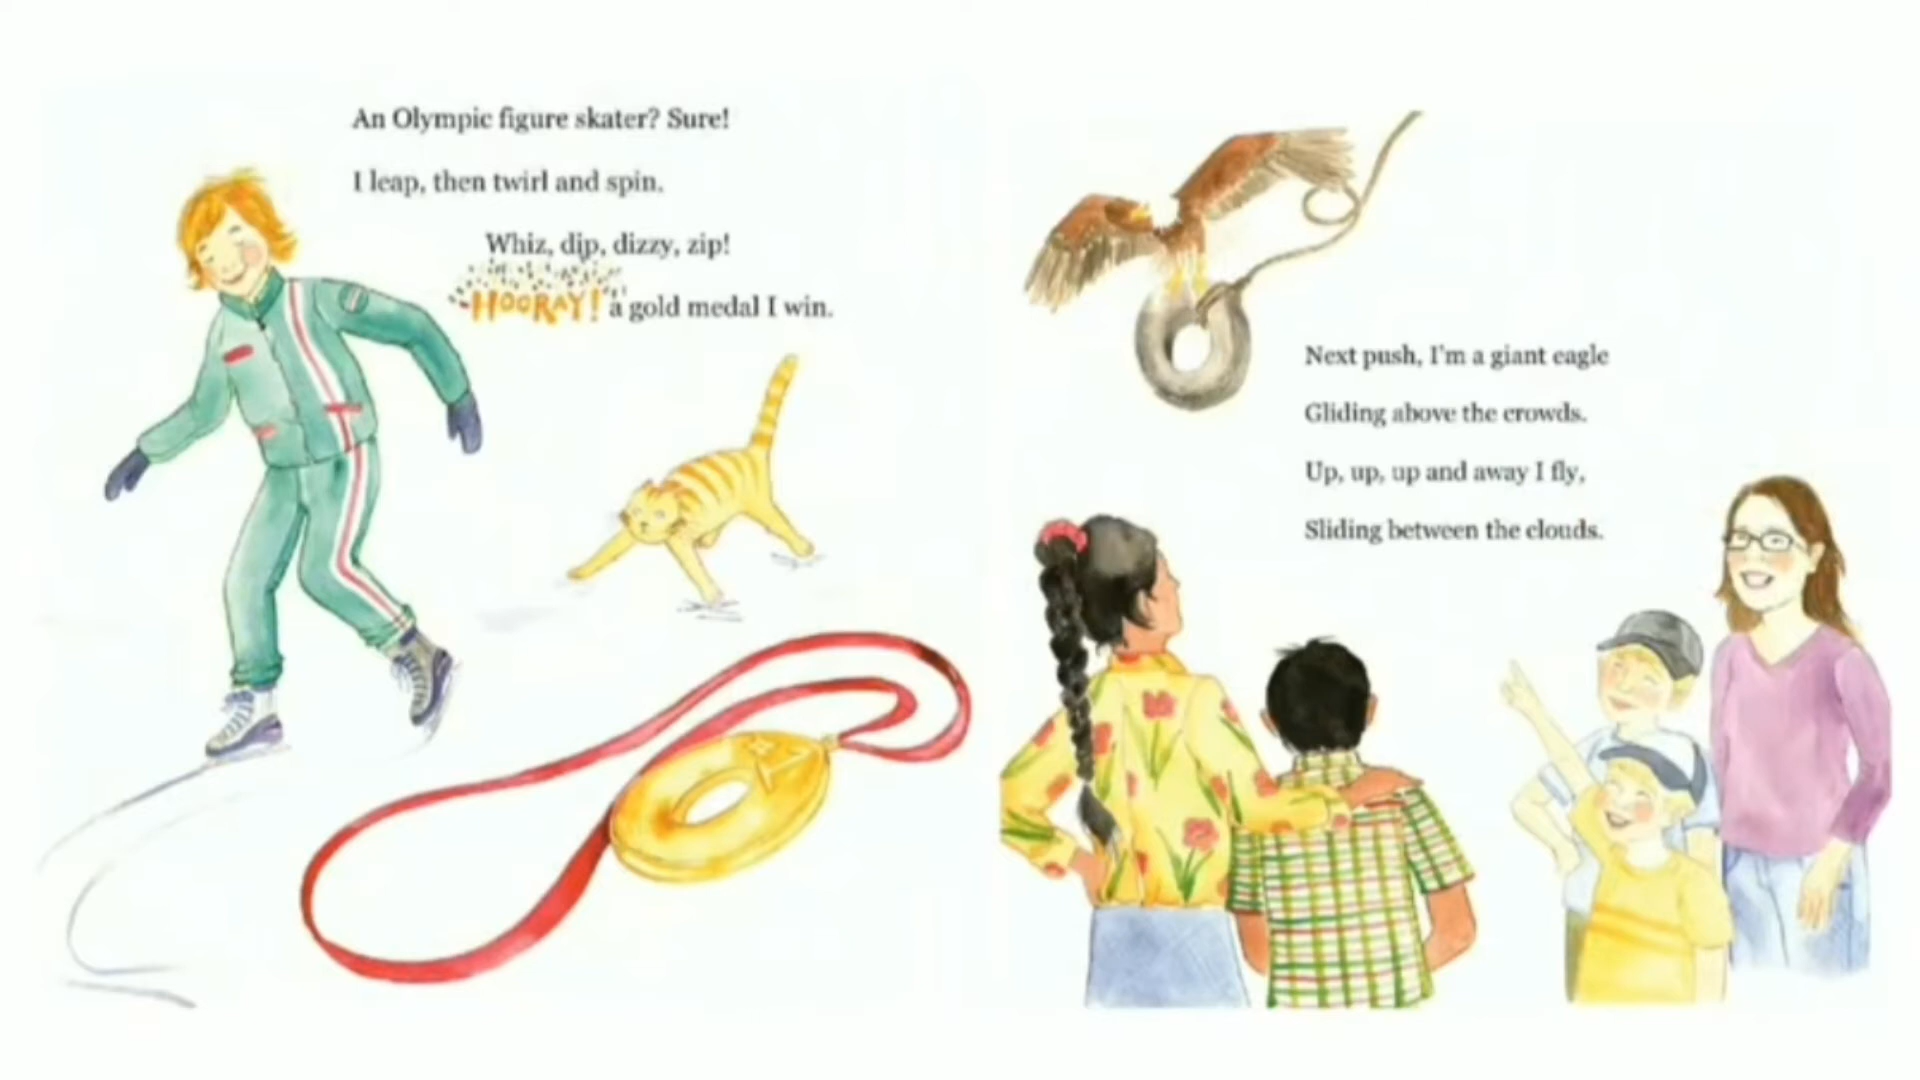 An Olympic figure skater? Sure!
I leap, then twirl and spin.
Whiz, dip, dizzy, zip!
HOORAY! a gold medal I win.
Next push, I'm a giant eagle
Gliding above the crowds.
Up, up, up and away I fly,
Sliding between the clouds.